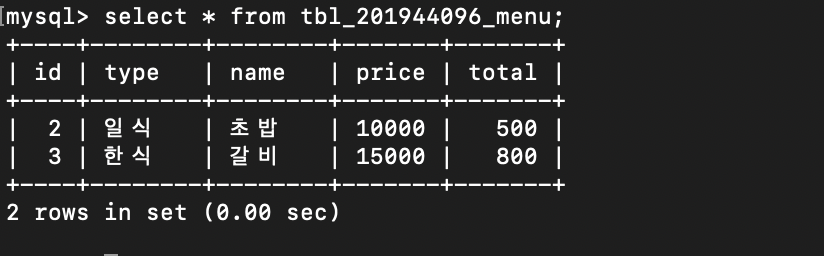 mysql> select * from tbl_201944096_menu;
+----+--------+--------+-------+-------+
| id | type   | name   | price | total |
+----+--------+--------+-------+-------+
|  2 | 일식   | 초밥   | 10000 |   500 |
|  3 | 한식   | 갈비   | 15000 |   800 |
+----+--------+--------+-------+-------+
2 rows in set (0.00 sec)